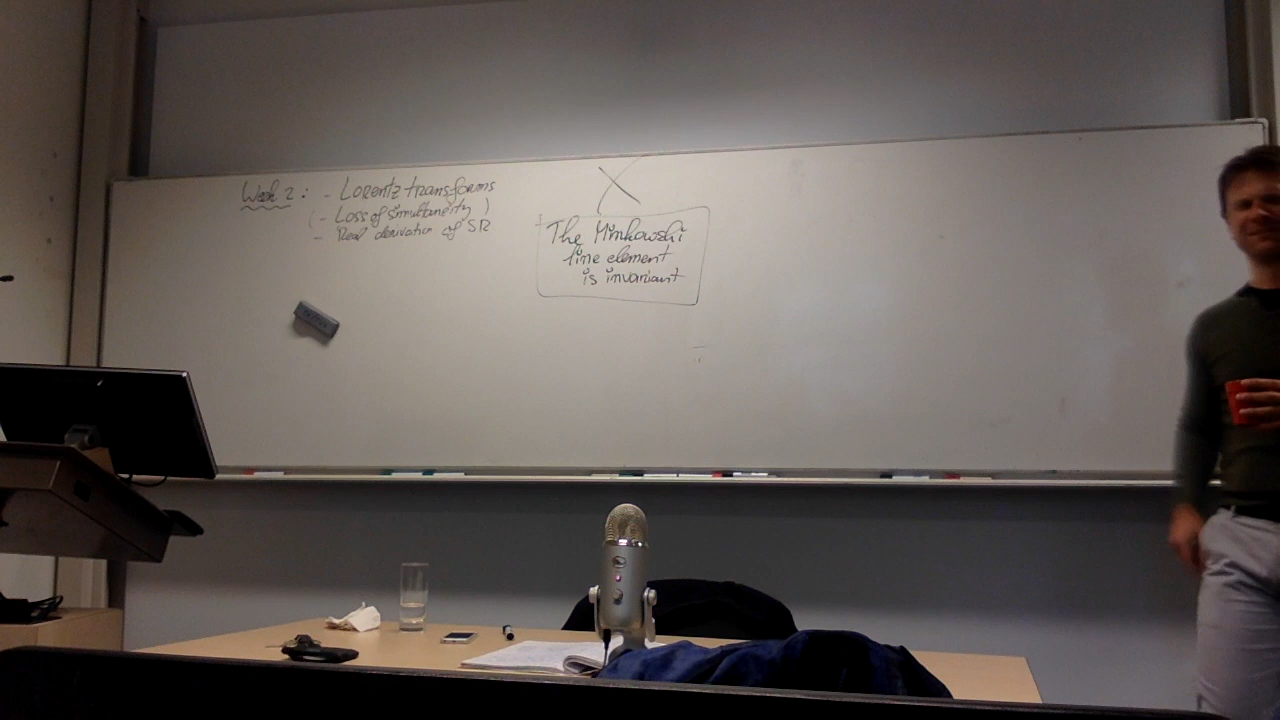 Week 2: - Lorentz transforms
(- Loss of simultaneity)
- Real derivation of SR
The Minkowski
line element
is invariant